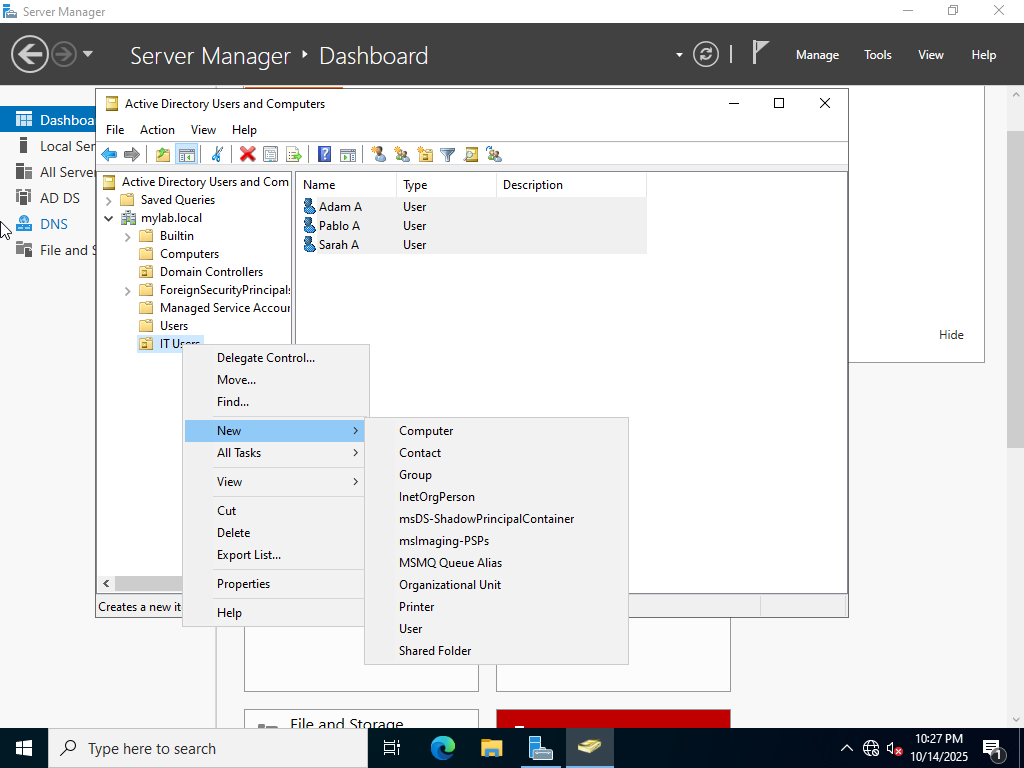 Server Manager
Server Manager • Dashboard
Manage Tools View Help
Dashboa
Local Ser
All Server
AD DS
DNS
File and S
Active Directory Users and Computers
File Action View Help
Active Directory Users and Com
Saved Queries
mylab.local
Builtin
Computers
Domain Controllers
ForeignSecurityPrincipals
Managed Service Accour
Users
IT Users
Name Type Description
Adam A User
Pablo A User
Sarah A User
Hide
Delegate Control...
Move...
Find...
New
All Tasks
View
Cut
Delete
Export List...
Properties
Help
Computer
Contact
Group
InetOrgPerson
msDS-ShadowPrincipalContainer
msImaging-PSPs
MSMQ Queue Alias
Organizational Unit
Printer
User
Shared Folder
Creates a new it
File and Storage
Type here to search
10:27 PM
10/14/2025
1